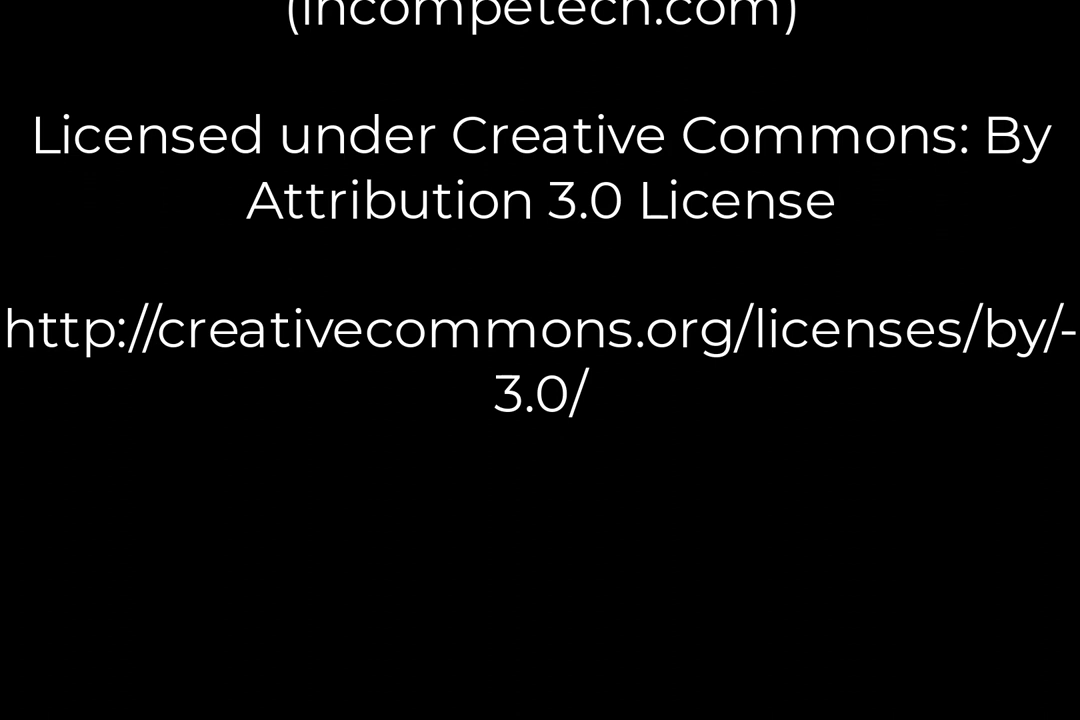 (incompetech.com)
Licensed under Creative Commons: By
Attribution 3.0 License
http://creativecommons.org/licenses/by/-
3.0/